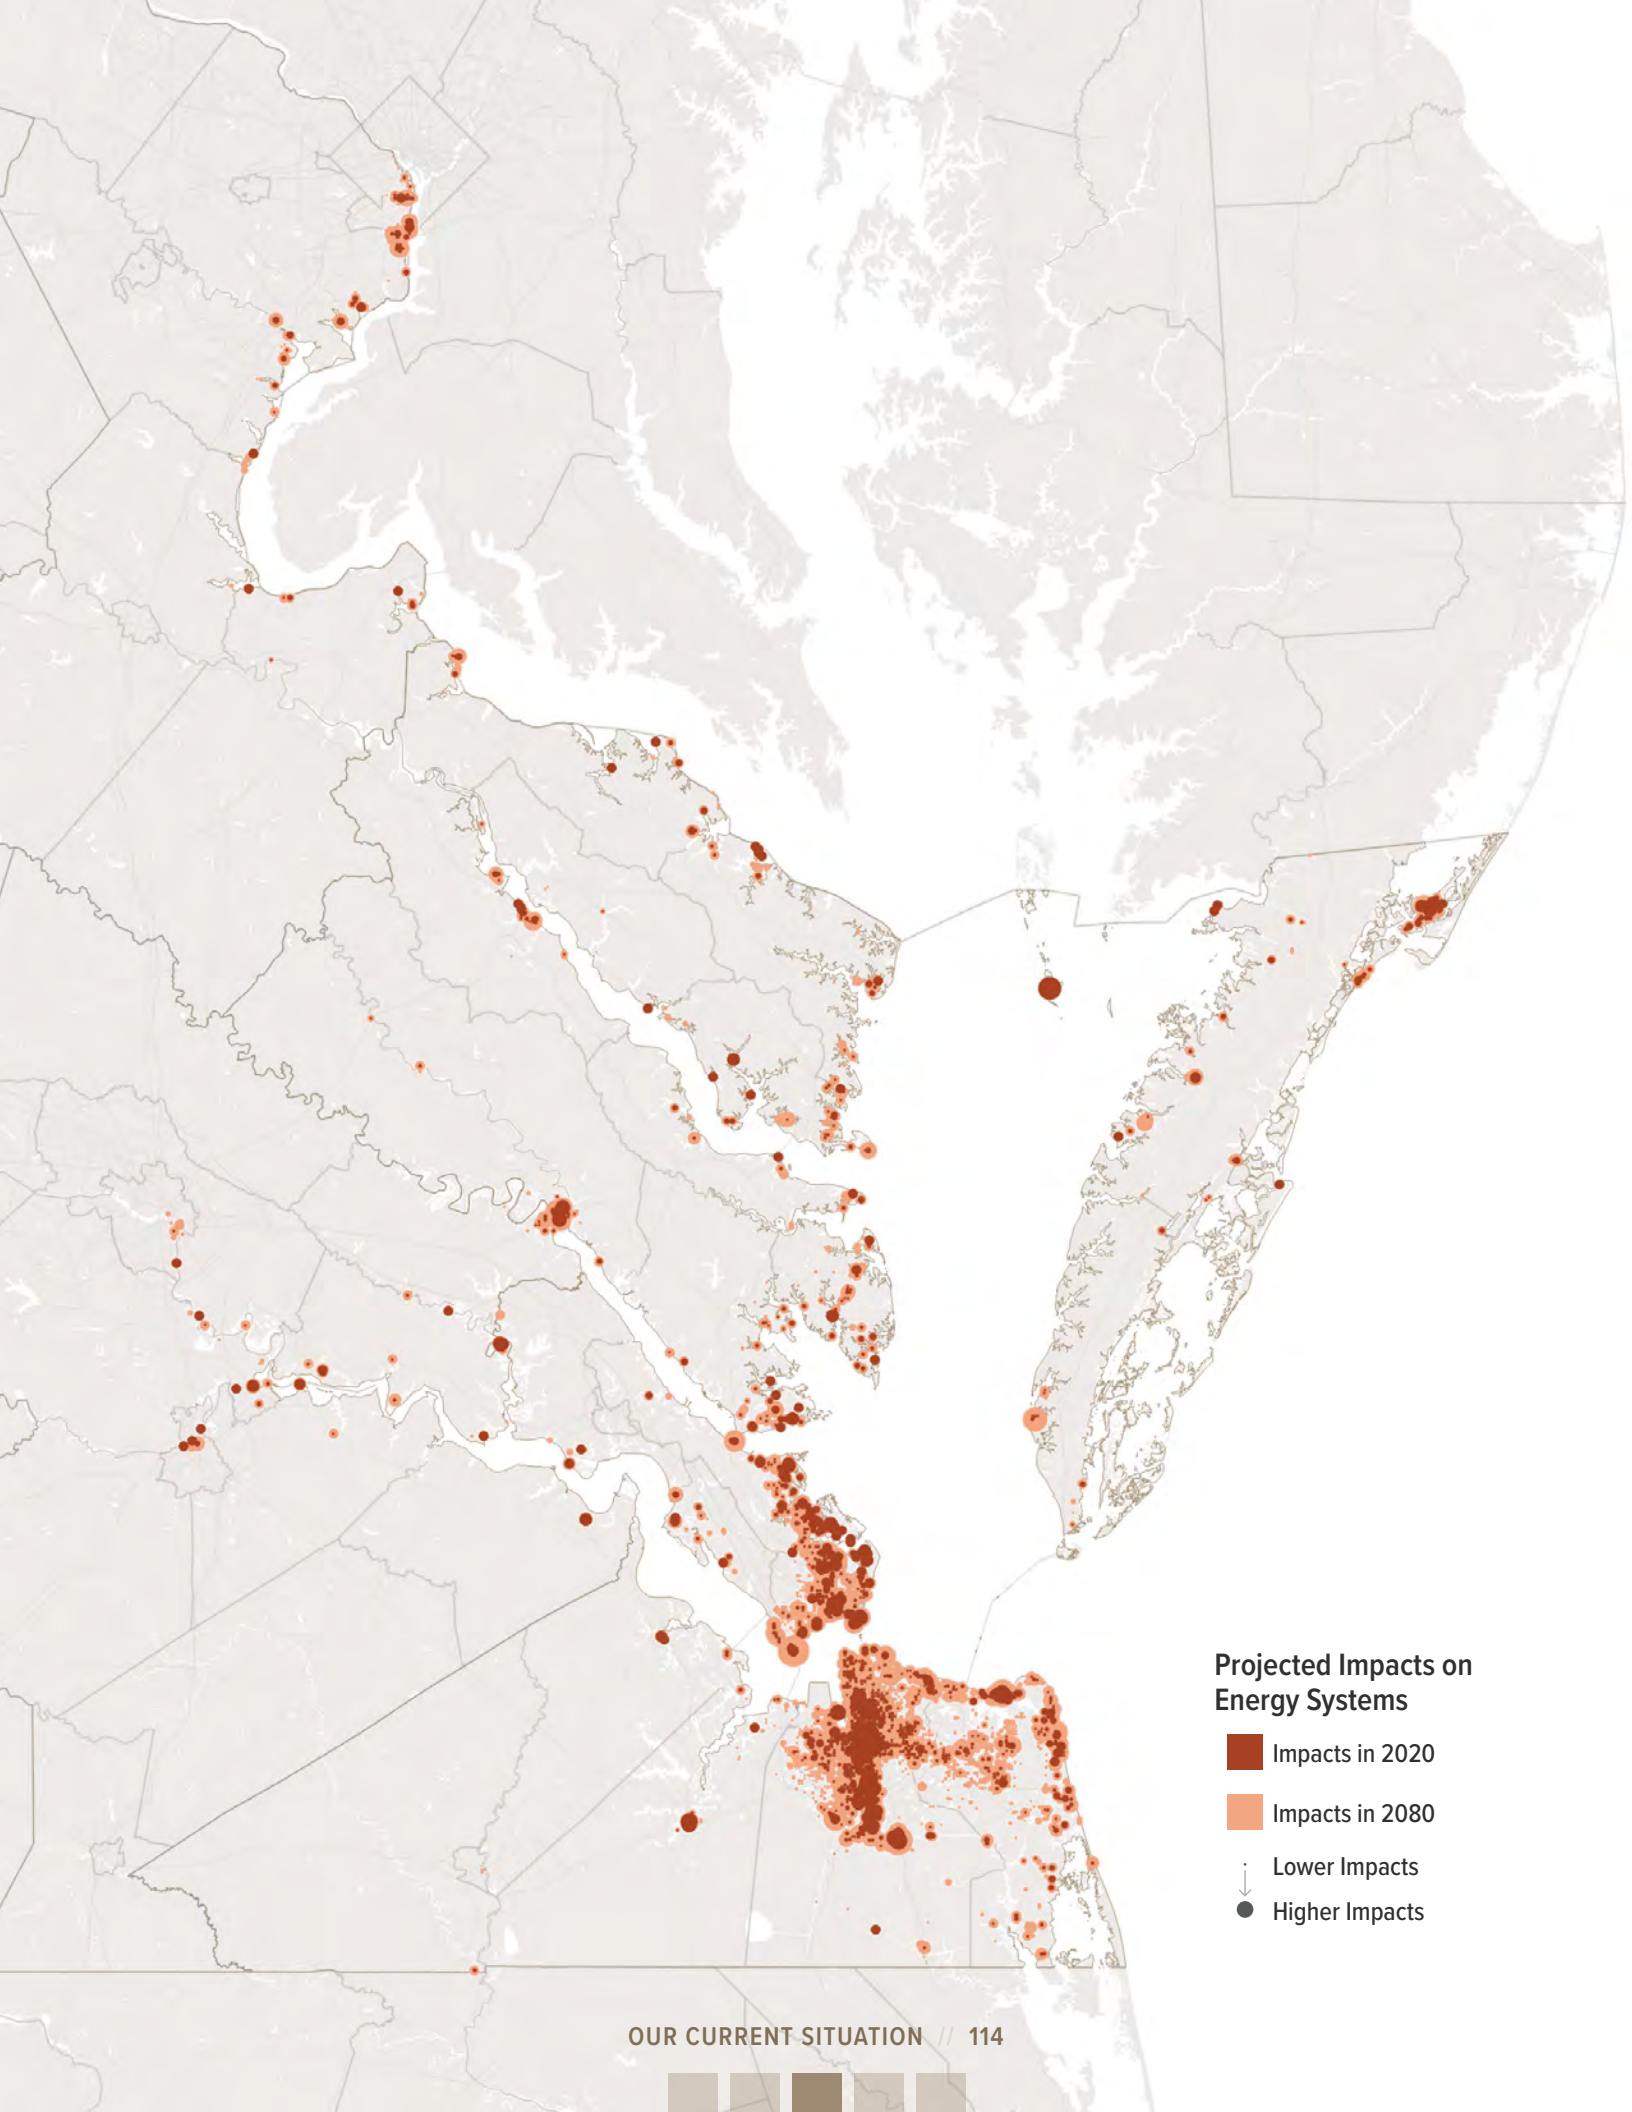 Projected Impacts on
Energy Systems
Impacts in 2020
Impacts in 2080
Lower Impacts
Higher Impacts
OUR CURRENT SITUATION // 114